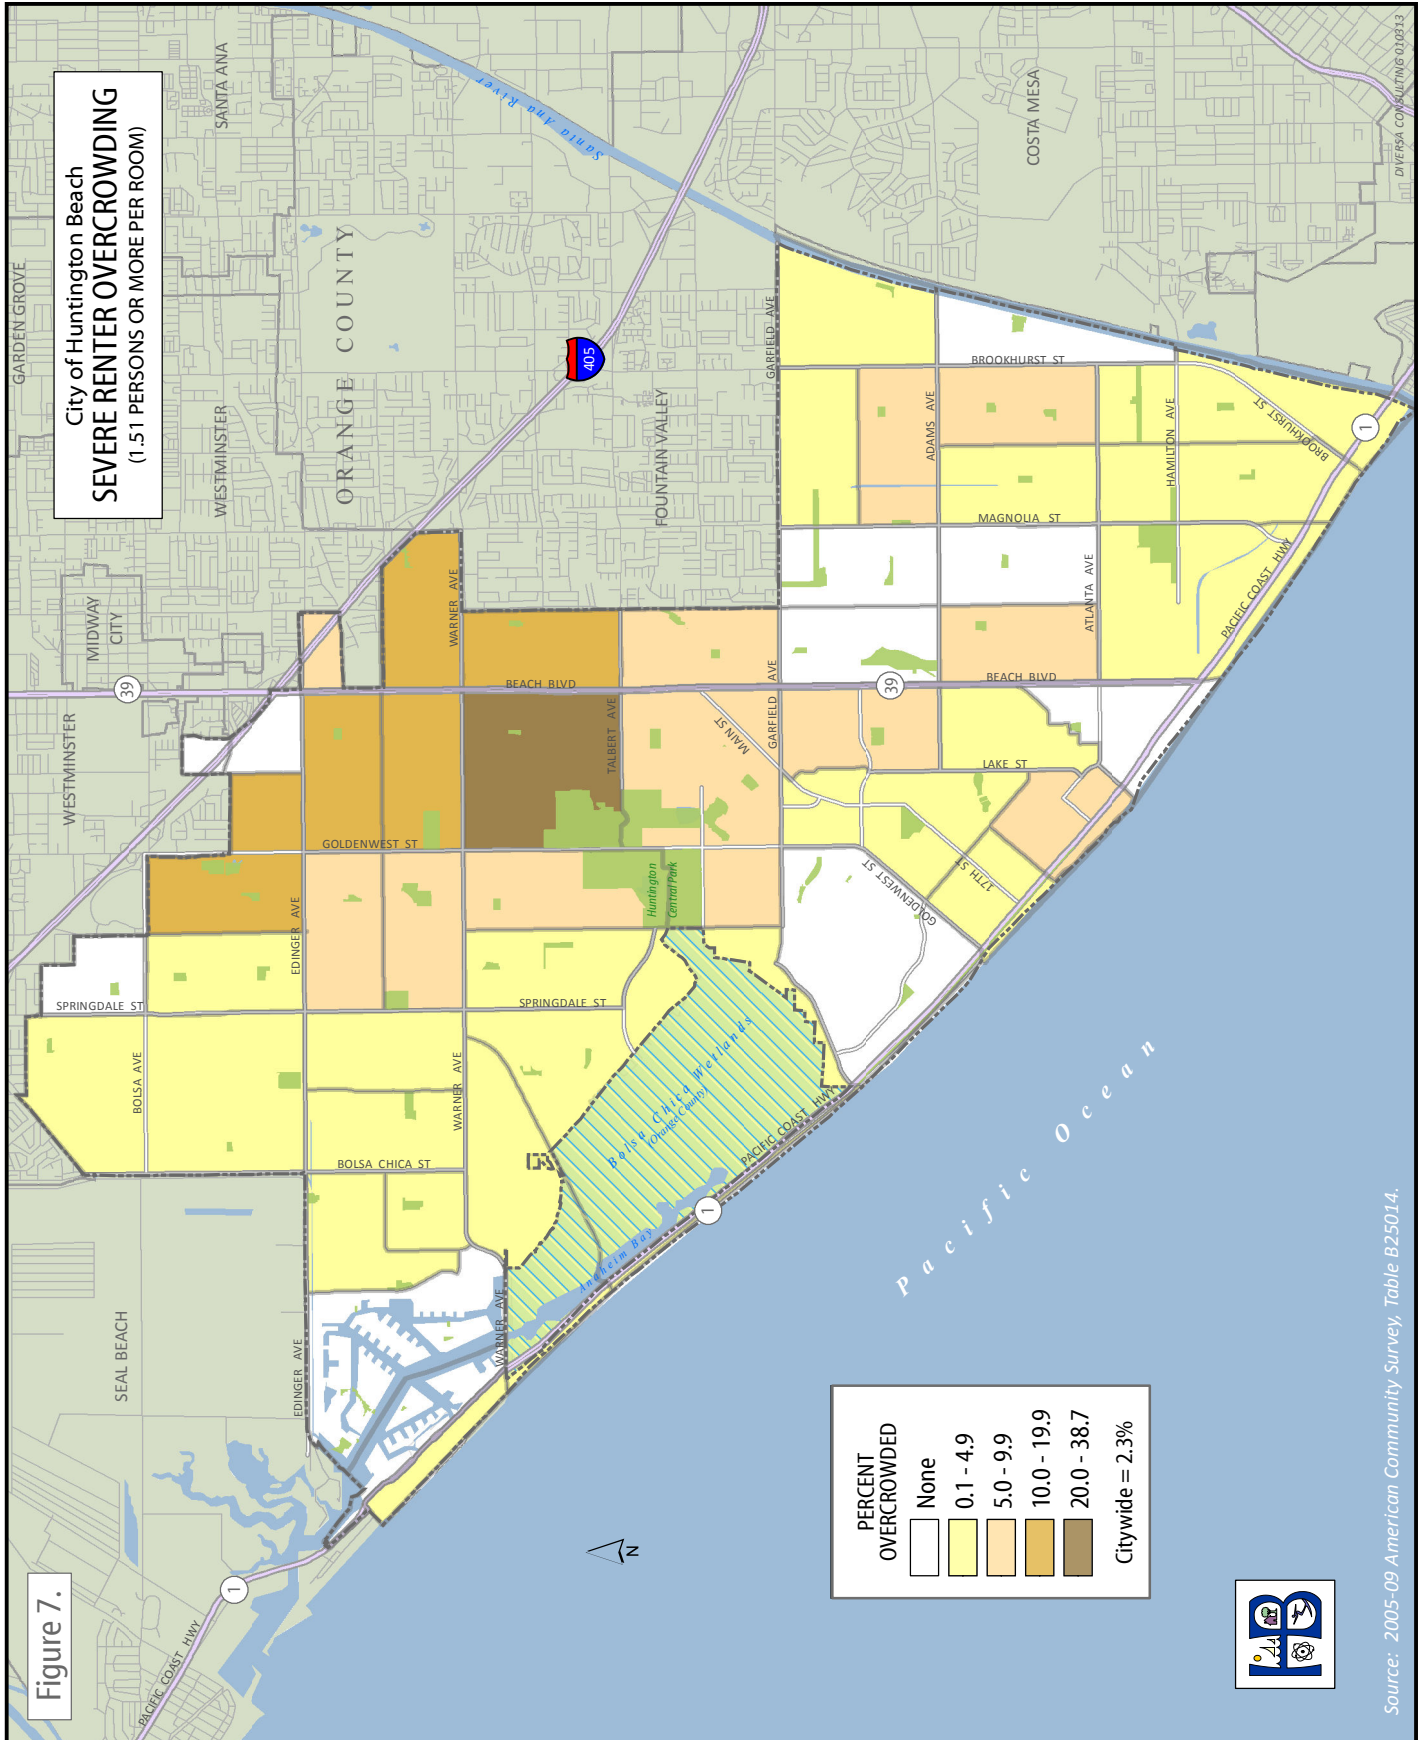 Figure 7.
City of Huntington Beach
SEVERE RENTER OVERCROWDING
(1.51 PERSONS OR MORE PER ROOM)
GARDEN GROVE
SANTA ANA
WESTMINSTER
ORANGE COUNTY
MIDWAY
CITY
WESTMINSTER
SEAL BEACH
FOUNTAIN VALLEY
COSTA MESA
Santa Ana River
405
39
39
1
1
1
PACIFIC COAST HWY
SPRINGDALE ST
BOLSA AVE
EDINGER AVE
EDINGER AVE
GOLDENWEST ST
BOLSA CHICA ST
WARNER AVE
WARNER AVE
WARNER AVE
BEACH BLVD
SPRINGDALE ST
TALBERT AVE
Huntington
Central Park
MAIN ST
GARFIELD AVE
GARFIELD AVE
GOLDENWEST ST
17TH ST
LAKE ST
BEACH BLVD
ADAMS AVE
BROOKHURST ST
MAGNOLIA ST
ATLANTA AVE
HAMILTON AVE
BROOKHURST ST
PACIFIC COAST HWY
PACIFIC COAST HWY
Bolsa Chica Wetlands
(Orange County)
Anaheim Bay
Pacific Ocean
N
PERCENT
OVERCROWDED
None
0.1 - 4.9
5.0 - 9.9
10.0 - 19.9
20.0 - 38.7
Citywide = 2.3%
HB
Source: 2005-09 American Community Survey, Table B25014.
DIVERSA CONSULTING 010313